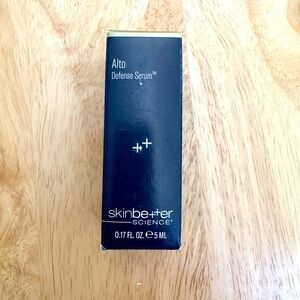 Alto
Defense Serum™
++
skinbetter
SCIENCE®
0.17 FL. OZ. ℮ 5 ML